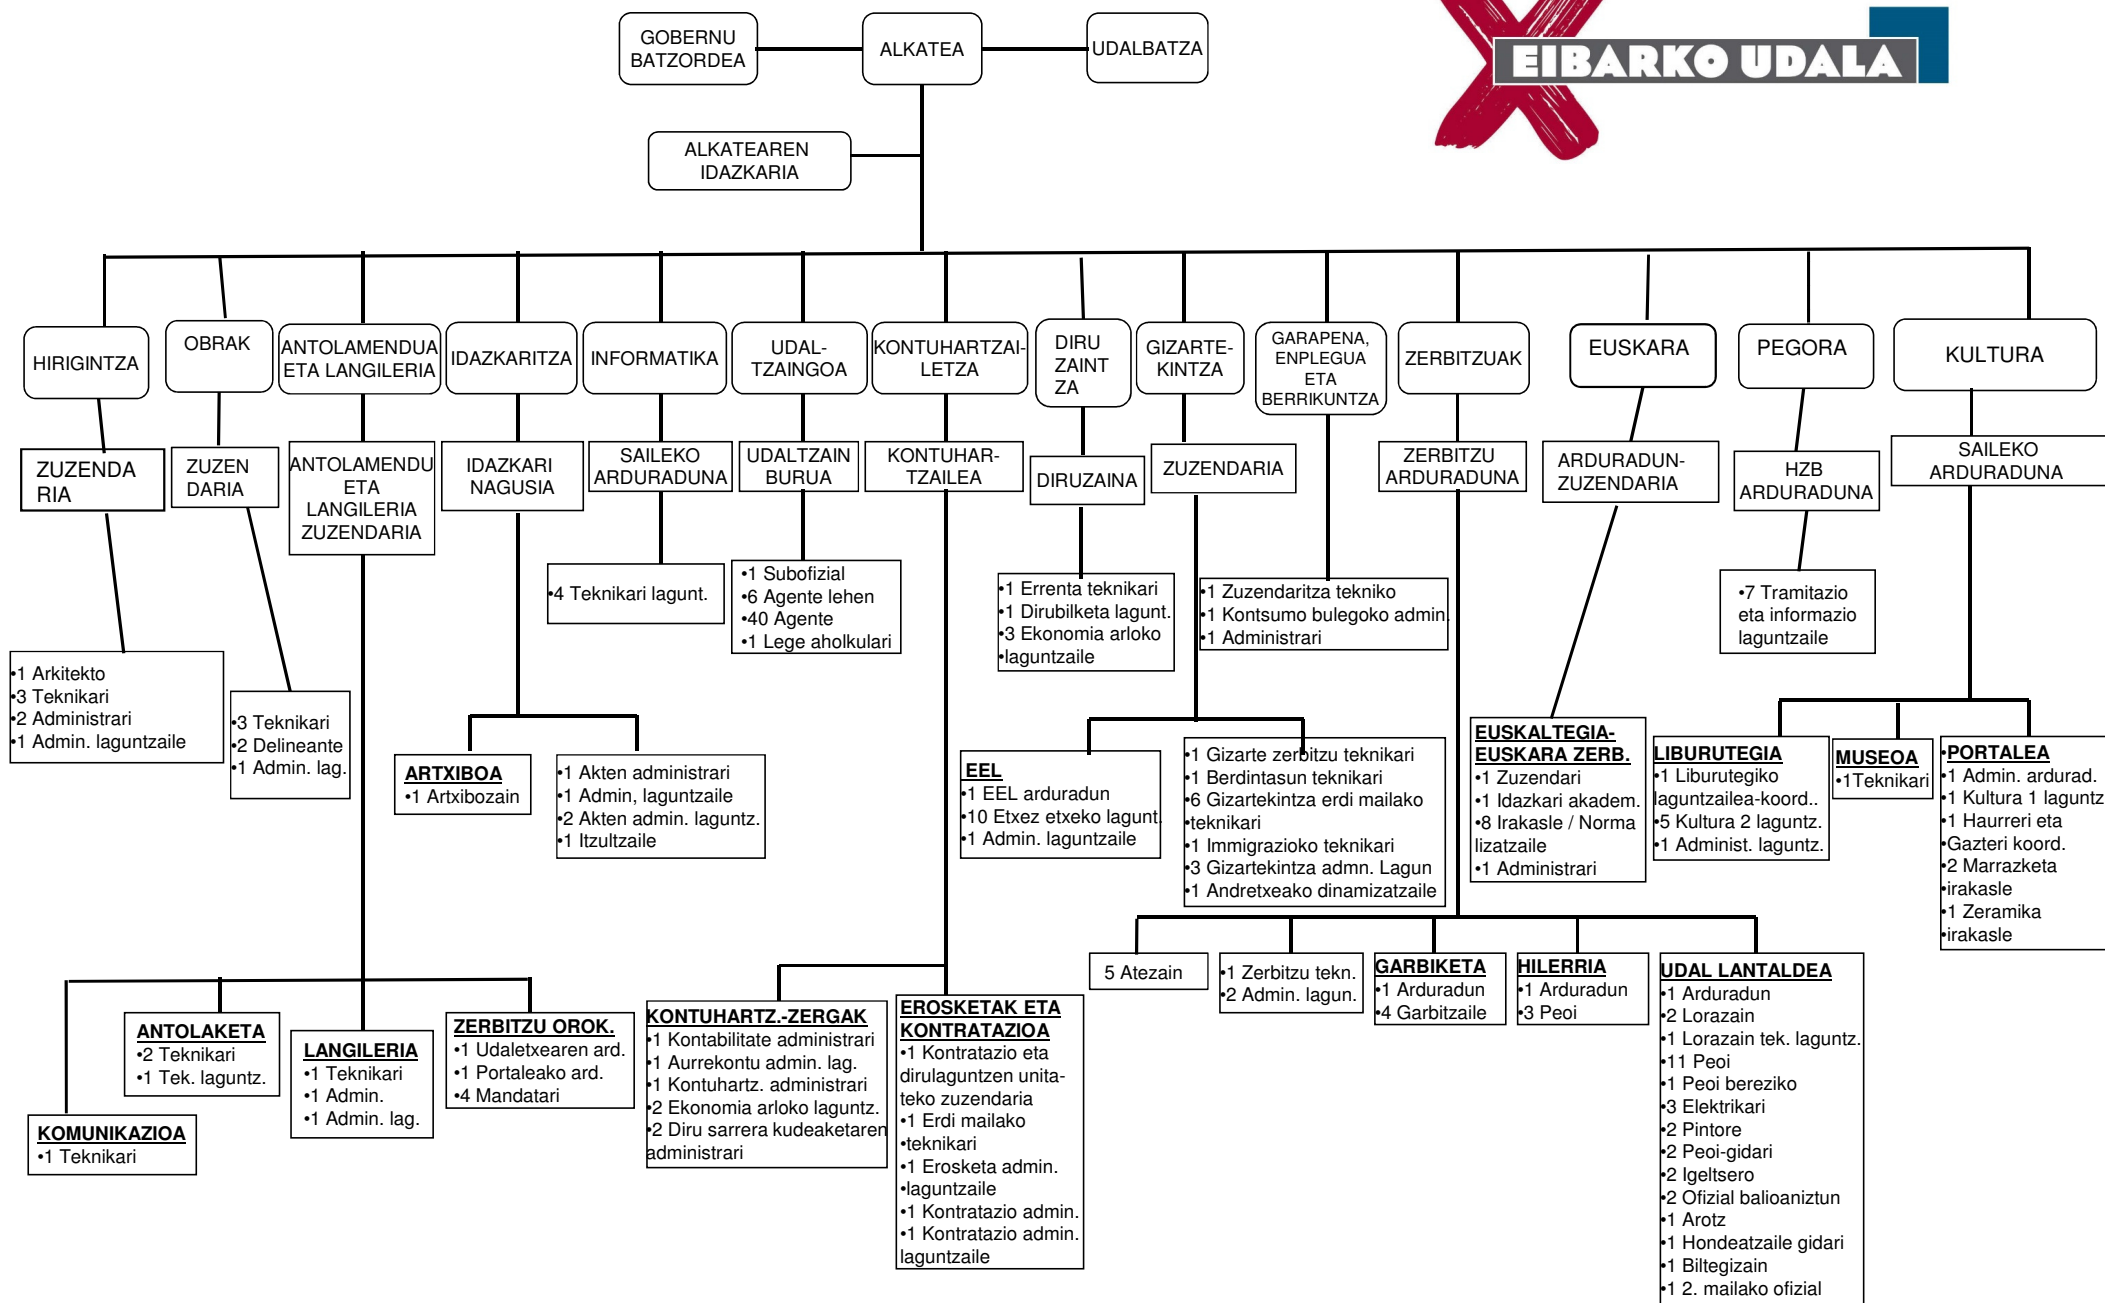 GOBERNU
BATZORDEA
ALKATEA
UDALBATZA
EIBARKO UDALA
ALKATEAREN
IDAZKARIA
HIRIGINTZA
OBRAK
ANTOLAMENDUA
ETA LANGILERIA
IDAZKARITZA
INFORMATIKA
UDAL-
TZAINGOA
KONTUHARTZAI-
LETZA
DIRU
ZAINT
ZA
GIZARTE-
KINTZA
GARAPENA,
ENPLEGUA
ETA
BERRIKUNTZA
ZERBITZUAK
EUSKARA
PEGORA
KULTURA
ZUZENDA
RIA
ZUZEN
DARIA
ANTOLAMENDU
ETA
LANGILERIA
ZUZENDARIA
IDAZKARI
NAGUSIA
SAILEKO
ARDURADUNA
UDALTZAIN
BURUA
KONTUHAR-
TZAILEA
DIRUZAINA
ZUZENDARIA
ZERBITZU
ARDURADUNA
ARDURADUN-
ZUZENDARIA
HZB
ARDURADUNA
SAILEKO
ARDURADUNA
•1 Arkitekto
•3 Teknikari
•2 Administrari
•1 Admin. laguntzaile
•3 Teknikari
•2 Delineante
•1 Admin. lag.
•4 Teknikari lagunt.
•1 Subofizial
•6 Agente lehen
•40 Agente
•1 Lege aholkulari
•1 Errenta teknikari
•1 Dirubilketa lagunt.
•3 Ekonomia arloko
•laguntzaile
•1 Zuzendaritza tekniko
•1 Kontsumo bulegoko admin.
•1 Administrari
•7 Tramitazio
eta informazio
laguntzaile
ARTXIBOA
•1 Artxibozain
•1 Akten administrari
•1 Admin, laguntzaile
•2 Akten admin. laguntz.
•1 Itzultzaile
EEL
•1 EEL arduradun
•10 Etxez etxeko lagunt.
•1 Admin. laguntzaile
•1 Gizarte zerbitzu teknikari
•1 Berdintasun teknikari
•6 Gizartekintza erdi mailako
•teknikari
•1 Immigrazioko teknikari
•3 Gizartekintza admn. Lagun
•1 Andretxeako dinamizatzaile
EUSKALTEGIA-
EUSKARA ZERB.
•1 Zuzendari
•1 Idazkari akadem.
•8 Irakasle / Norma
lizatzaile
•1 Administrari
LIBURUTEGIA
•1 Liburutegiko
laguntzailea-koord..
•5 Kultura 2 laguntz.
•1 Administ. laguntz.
MUSEOA
•1Teknikari
•PORTALEA
•1 Admin. ardurad.
•1 Kultura 1 laguntz
•1 Haurreri eta
•Gazteri koord.
•2 Marrazketa
•irakasle
•1 Zeramika
•irakasle
KOMUNIKAZIOA
•1 Teknikari
ANTOLAKETA
•2 Teknikari
•1 Tek. laguntz.
LANGILERIA
•1 Teknikari
•1 Admin.
•1 Admin. lag.
ZERBITZU OROK.
•1 Udaletxearen ard.
•1 Portaleako ard.
•4 Mandatari
KONTUHARTZ.-ZERGAK
•1 Kontabilitate administrari
•1 Aurrekontu admin. lag.
•1 Kontuhartz. administrari
•2 Ekonomia arloko laguntz.
•2 Diru sarrera kudeaketaren
administrari
EROSKETAK ETA
KONTRATAZIOA
•1 Kontratazio eta
dirulaguntzen unita-
teko zuzendaria
•1 Erdi mailako
•teknikari
•1 Erosketa admin.
•laguntzaile
•1 Kontratazio admin.
•1 Kontratazio admin.
laguntzaile
5 Atezain
•1 Zerbitzu tekn.
•2 Admin. lagun.
GARBIKETA
•1 Arduradun
•4 Garbitzaile
HILERRIA
•1 Arduradun
•3 Peoi
UDAL LANTALDEA
•1 Arduradun
•2 Lorazain
•1 Lorazain tek. laguntz.
•11 Peoi
•1 Peoi bereziko
•3 Elektrikari
•2 Pintore
•2 Peoi-gidari
•2 Igeltsero
•2 Ofizial balioaniztun
•1 Arotz
•1 Hondeatzaile gidari
•1 Biltegizain
•1 2. mailako ofizial